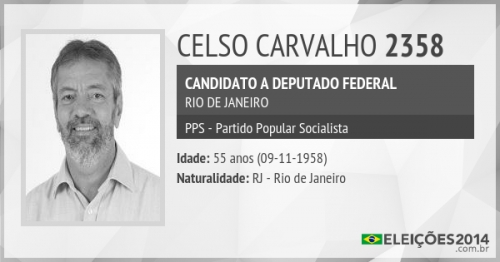 CELSO CARVALHO 2358
CANDIDATO A DEPUTADO FEDERAL
RIO DE JANEIRO
PPS - Partido Popular Socialista
Idade: 55 anos (09-11-1958)
Naturalidade: RJ - Rio de Janeiro
ELEIÇÕES2014
.com.br